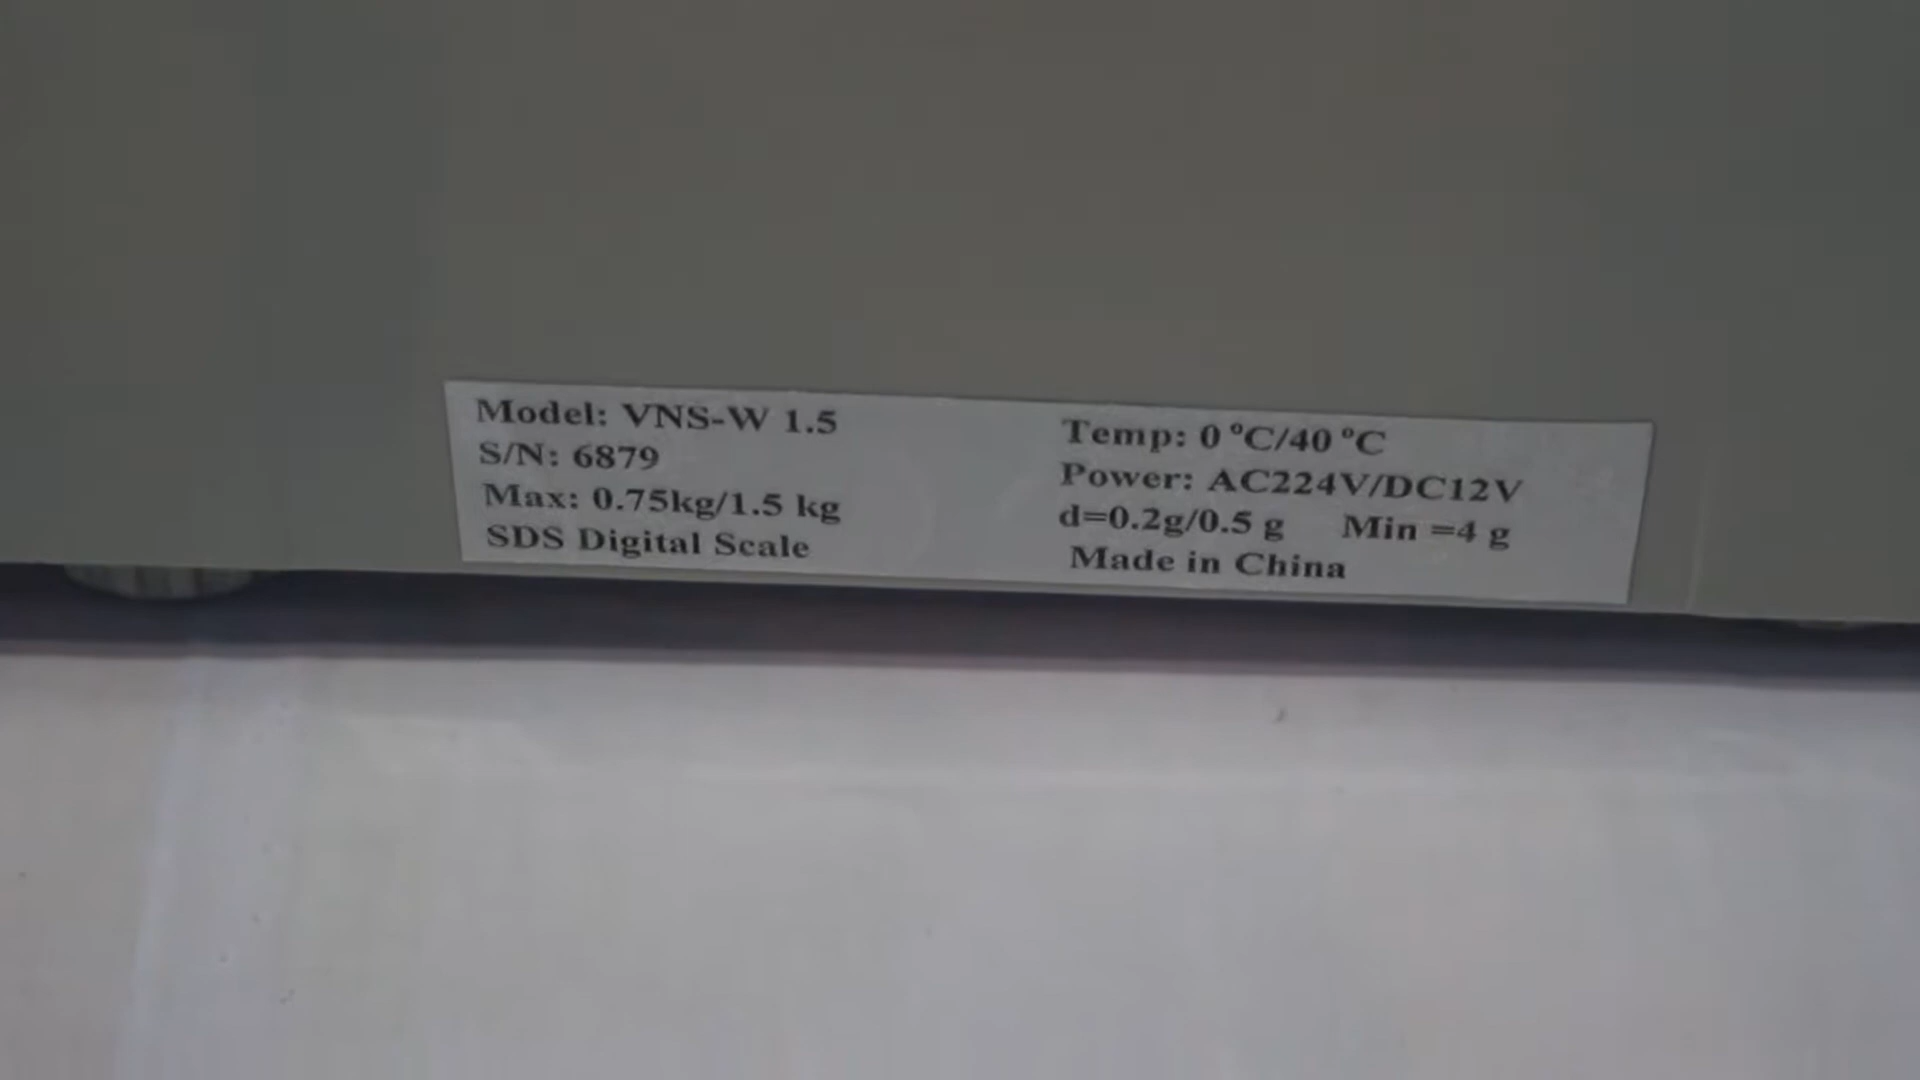 Model: VNS-W 1.5
S/N: 6879
Max: 0.75kg/1.5 kg
SDS Digital Scale
Temp: 0 °C/40 °C
Power: AC224V/DC12V
d=0.2g/0.5 g Min =4 g
Made in China